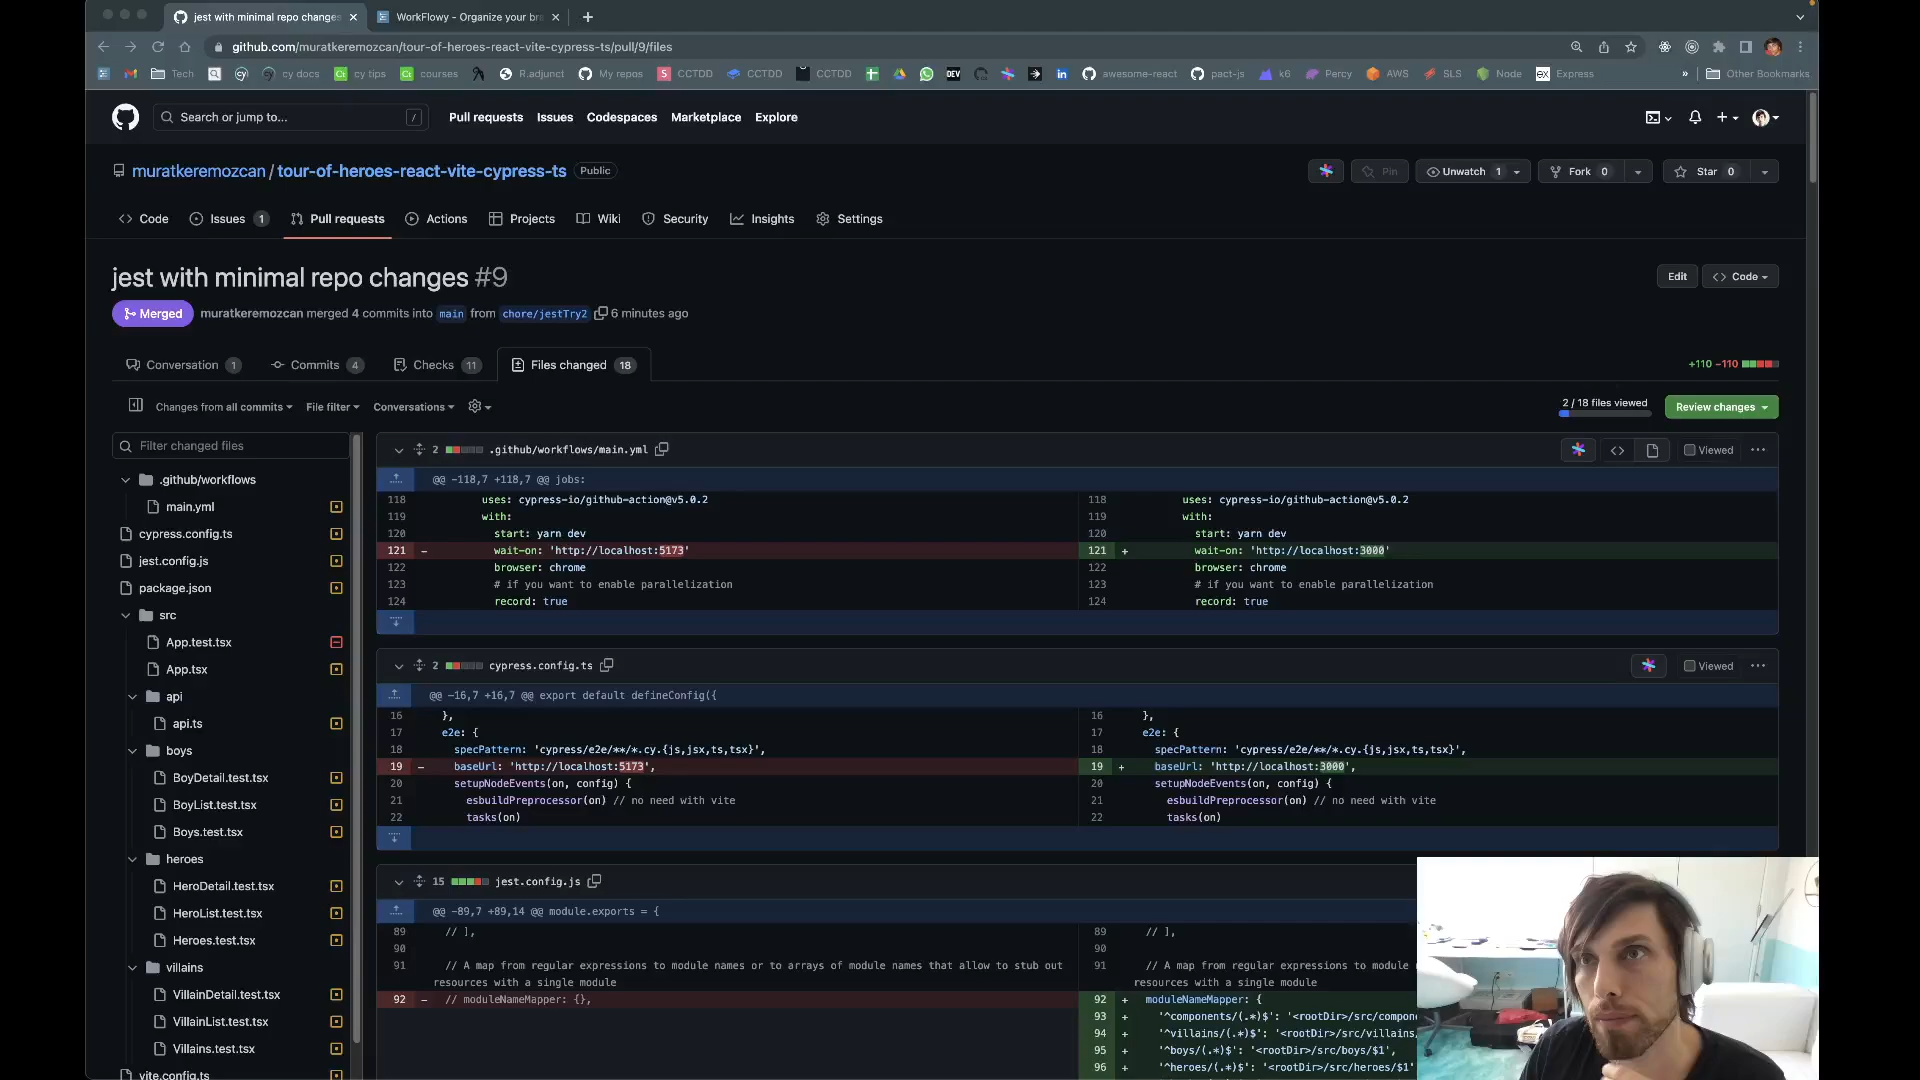 jest with minimal repo changes
WorkFlowy - Organize your bra
github.com/muratkeremozcan/tour-of-heroes-react-vite-cypress-ts/pull/9/files
Tech cy docs cy tips courses R.adjunct My repos CCTDD CCTDD CCTDD DEV awesome-react pact-js k6 Percy AWS SLS Node ex Express » Other Bookmarks
Search or jump to... / Pull requests Issues Codespaces Marketplace Explore
muratkeremozcan / tour-of-heroes-react-vite-cypress-ts Public
Pin Unwatch 1 Fork 0 Star 0
Code Issues 1 Pull requests Actions Projects Wiki Security Insights Settings
jest with minimal repo changes #9
Edit Code
Merged muratkeremozcan merged 4 commits into main from chore/jestTry2 6 minutes ago
Conversation 1 Commits 4 Checks 11 Files changed 18
+110 −110
Changes from all commits File filter Conversations
2 / 18 files viewed Review changes
Filter changed files
.github/workflows
main.yml
cypress.config.ts
jest.config.js
package.json
src
App.test.tsx
App.tsx
api
api.ts
boys
BoyDetail.test.tsx
BoyList.test.tsx
Boys.test.tsx
heroes
HeroDetail.test.tsx
HeroList.test.tsx
Heroes.test.tsx
villains
VillainDetail.test.tsx
VillainList.test.tsx
Villains.test.tsx
vite.config.ts
2 .github/workflows/main.yml Viewed
@@ -118,7 +118,7 @@ jobs:
118 uses: cypress-io/github-action@v5.0.2 118 uses: cypress-io/github-action@v5.0.2
119 with: 119 with:
120 start: yarn dev 120 start: yarn dev
121 - wait-on: 'http://localhost:5173' 121 + wait-on: 'http://localhost:3000'
122 browser: chrome 122 browser: chrome
123 # if you want to enable parallelization 123 # if you want to enable parallelization
124 record: true 124 record: true
2 cypress.config.ts Viewed
@@ -16,7 +16,7 @@ export default defineConfig({
16 }, 16 },
17 e2e: { 17 e2e: {
18 specPattern: 'cypress/e2e/**/*.cy.{js,jsx,ts,tsx}', 18 specPattern: 'cypress/e2e/**/*.cy.{js,jsx,ts,tsx}',
19 - baseUrl: 'http://localhost:5173', 19 + baseUrl: 'http://localhost:3000',
20 setupNodeEvents(on, config) { 20 setupNodeEvents(on, config) {
21 esbuildPreprocessor(on) // no need with vite 21 esbuildPreprocessor(on) // no need with vite
22 tasks(on) 22 tasks(on)
15 jest.config.js
@@ -89,7 +89,14 @@ module.exports = {
89 // ], 89 // ],
90 90
91 // A map from regular expressions to module names or to arrays of module names that allow to stub out 91 // A map from regular expressions to module
resources with a single module resources with a single module
92 - // moduleNameMapper: {}, 92 + moduleNameMapper: {
93 + '^components/(.*)$': '<rootDir>/src/compon
94 + '^villains/(.*)$': '<rootDir>/src/villains/
95 + '^boys/(.*)$': '<rootDir>/src/boys/$1',
96 + '^heroes/(.*)$': '<rootDir>/src/heroes/$1'